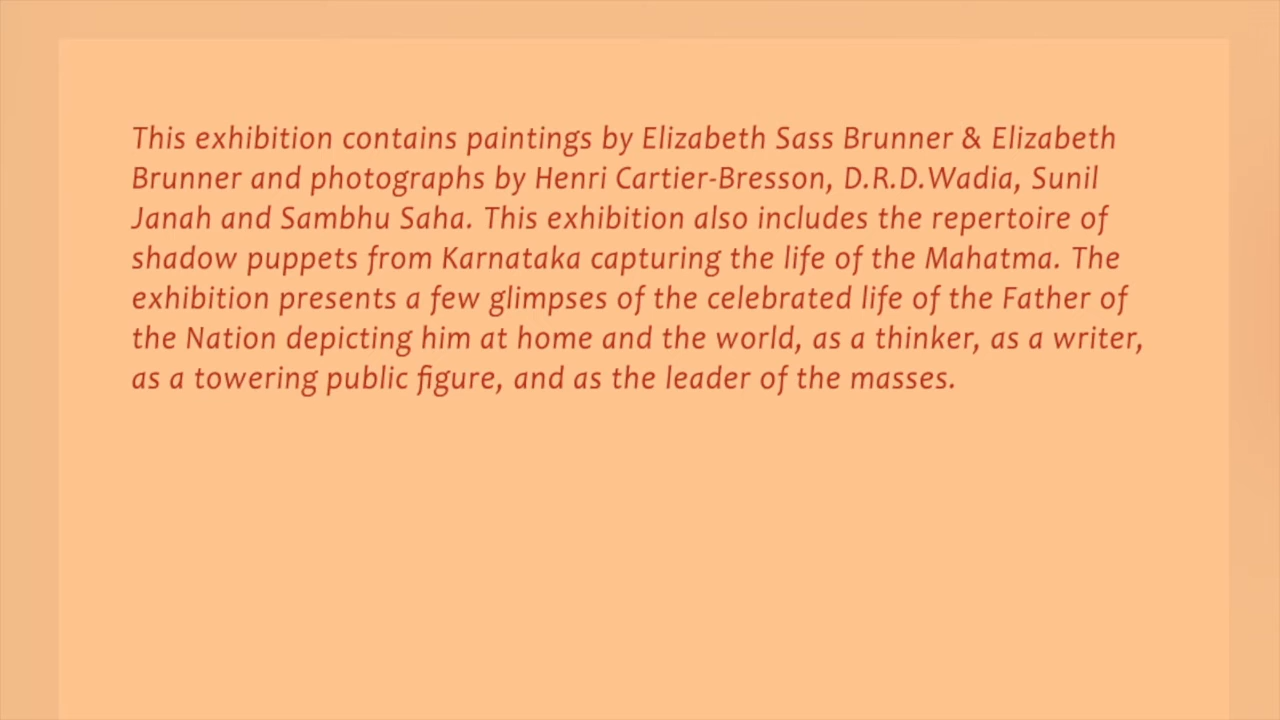 This exhibition contains paintings by Elizabeth Sass Brunner & Elizabeth
Brunner and photographs by Henri Cartier-Bresson, D.R.D.Wadia, Sunil
Janah and Sambhu Saha. This exhibition also includes the repertoire of
shadow puppets from Karnataka capturing the life of the Mahatma. The
exhibition presents a few glimpses of the celebrated life of the Father of
the Nation depicting him at home and the world, as a thinker, as a writer,
as a towering public figure, and as the leader of the masses.